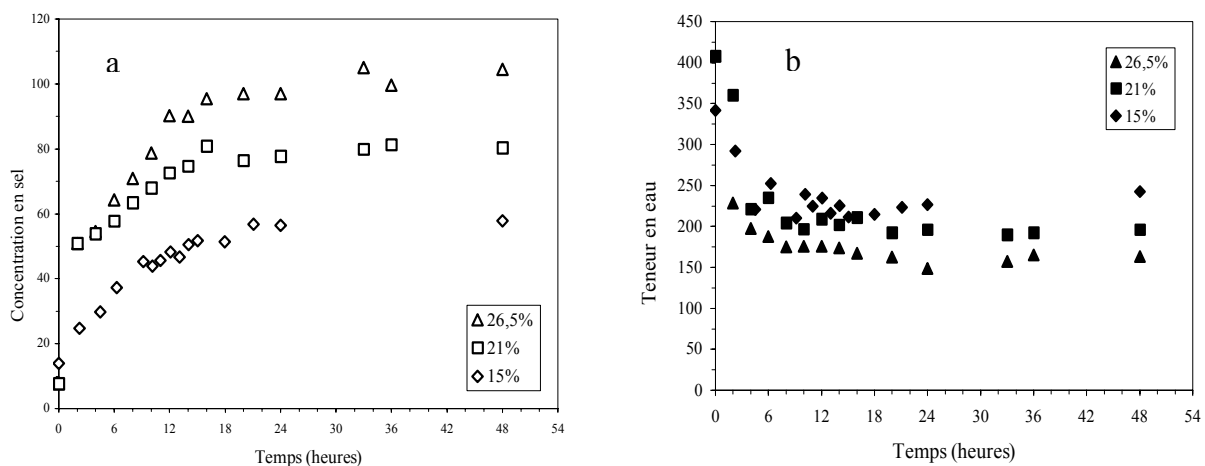 a
Concentration en sel
120
100
80
60
40
20
0
0 6 12 18 24 30 36 42 48 54
Temps (heures)
26,5%
21%
15%
b
Teneur en eau
450
400
350
300
250
200
150
100
50
0
0 6 12 18 24 30 36 42 48 54
Temps (heures)
26,5%
21%
15%